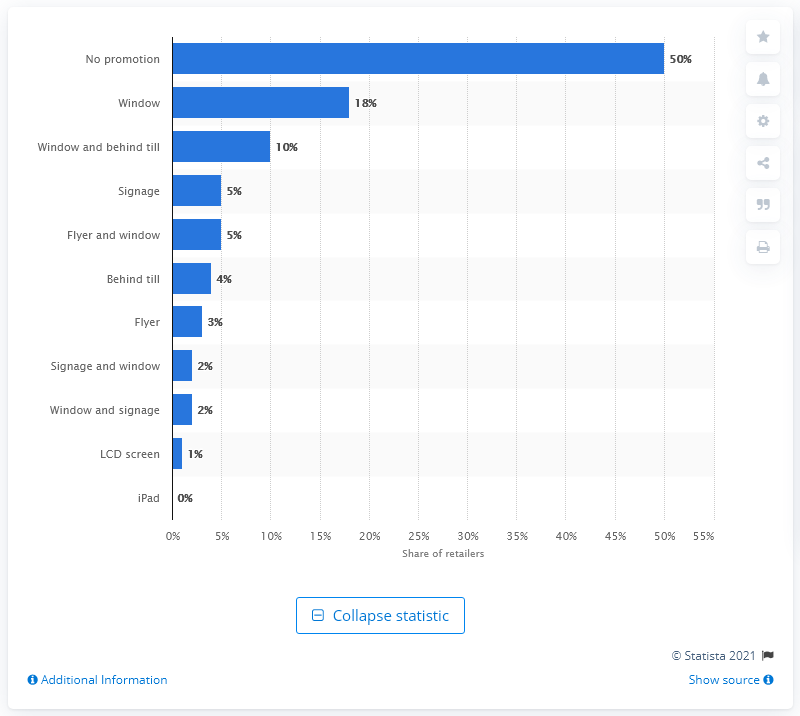 No promotion 50%
Window 18%
Window and behind till 10%
Signage 5%
Flyer and window 5%
Behind till 4%
Flyer 3%
Signage and window 2%
Window and signage 2%
LCD screen 1%
iPad 0%
0% 5% 10% 15% 20% 25% 30% 35% 40% 45% 50% 55%
Share of retailers
Collapse statistic
© Statista 2021
Additional Information Show source